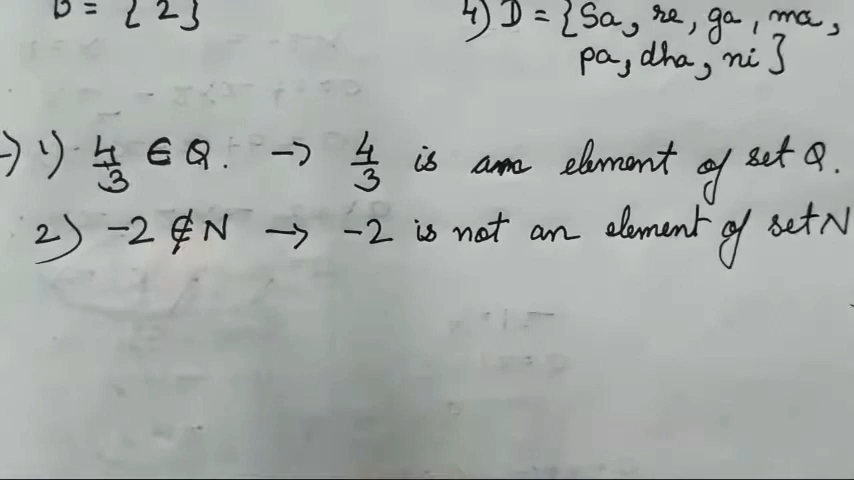 B = { 2 }
4) D = {Sa, re, ga, ma,
pa, dha, ni}
→) 1) 4/3 ∈ Q. → 4/3 is an element of set Q.
2) -2 ∉ N → -2 is not an element of set N